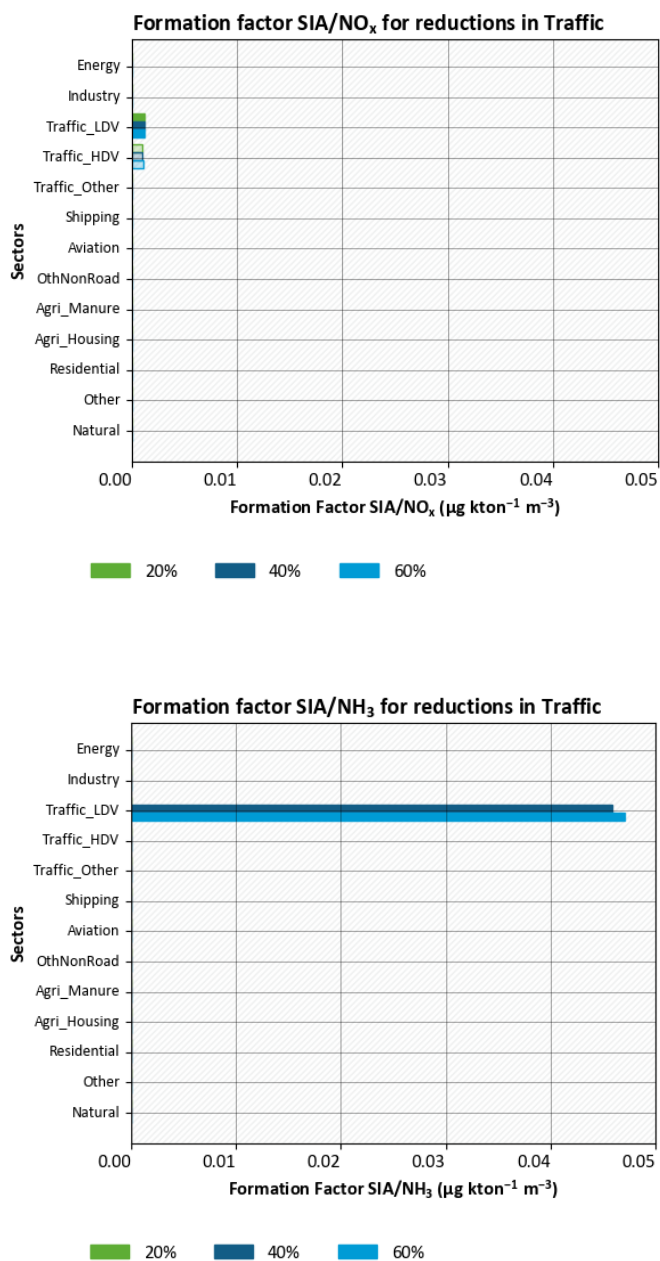 Formation factor SIA/NOₓ for reductions in Traffic
Energy
Industry
Traffic_LDV
Traffic_HDV
Traffic_Other
Shipping
Aviation
OthNonRoad
Agri_Manure
Agri_Housing
Residential
Other
Natural
Sectors
0.00 0.01 0.02 0.03 0.04 0.05
Formation Factor SIA/NOₓ (µg kton⁻¹ m⁻³)
20% 40% 60%
Formation factor SIA/NH₃ for reductions in Traffic
Energy
Industry
Traffic_LDV
Traffic_HDV
Traffic_Other
Shipping
Aviation
OthNonRoad
Agri_Manure
Agri_Housing
Residential
Other
Natural
Sectors
0.00 0.01 0.02 0.03 0.04 0.05
Formation Factor SIA/NH₃ (µg kton⁻¹ m⁻³)
20% 40% 60%